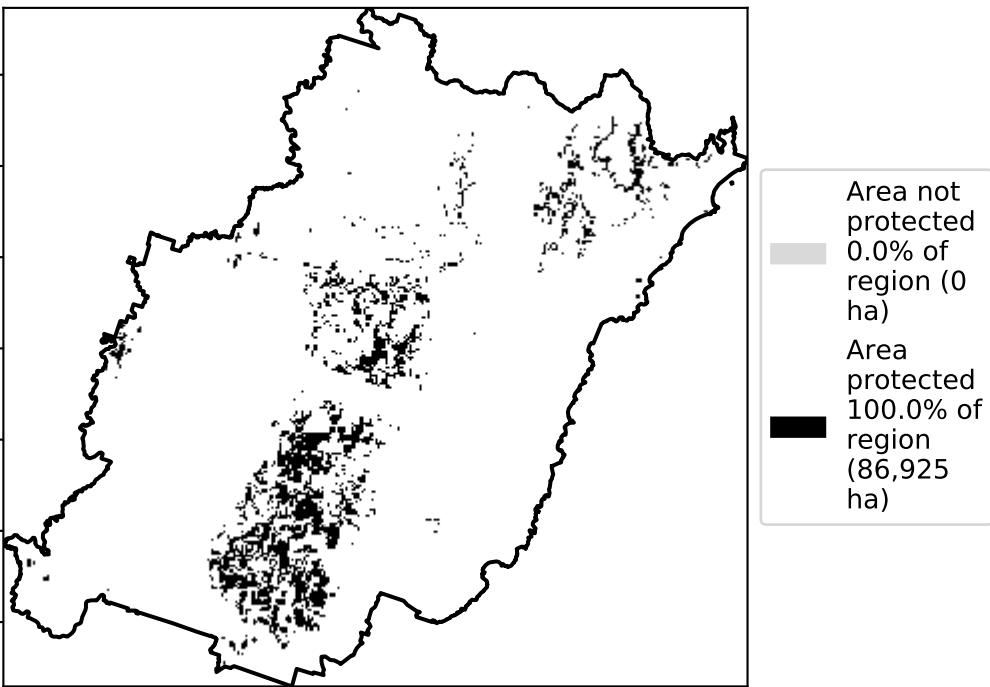 Area not
protected
0.0% of
region (0
ha)
Area
protected
100.0% of
region
(86,925
ha)